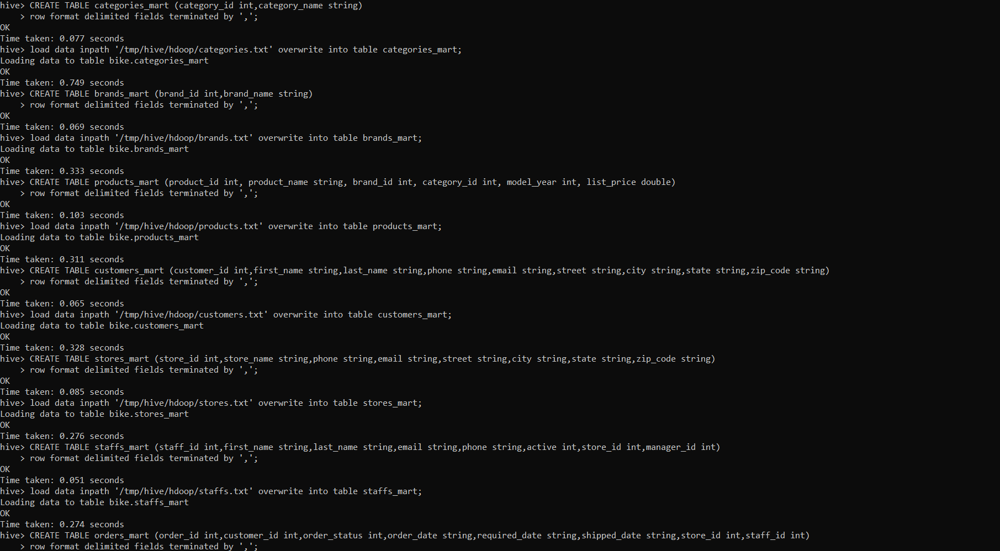 hive> CREATE TABLE categories_mart (category_id int,category_name string)
    > row format delimited fields terminated by ',';
OK
Time taken: 0.077 seconds
hive> load data inpath '/tmp/hive/hdoop/categories.txt' overwrite into table categories_mart;
Loading data to table bike.categories_mart
OK
Time taken: 0.749 seconds
hive> CREATE TABLE brands_mart (brand_id int,brand_name string)
    > row format delimited fields terminated by ',';
OK
Time taken: 0.069 seconds
hive> load data inpath '/tmp/hive/hdoop/brands.txt' overwrite into table brands_mart;
Loading data to table bike.brands_mart
OK
Time taken: 0.333 seconds
hive> CREATE TABLE products_mart (product_id int, product_name string, brand_id int, category_id int, model_year int, list_price double)
    > row format delimited fields terminated by ',';
OK
Time taken: 0.103 seconds
hive> load data inpath '/tmp/hive/hdoop/products.txt' overwrite into table products_mart;
Loading data to table bike.products_mart
OK
Time taken: 0.311 seconds
hive> CREATE TABLE customers_mart (customer_id int,first_name string,last_name string,phone string,email string,street string,city string,state string,zip_code string)
    > row format delimited fields terminated by ',';
OK
Time taken: 0.065 seconds
hive> load data inpath '/tmp/hive/hdoop/customers.txt' overwrite into table customers_mart;
Loading data to table bike.customers_mart
OK
Time taken: 0.328 seconds
hive> CREATE TABLE stores_mart (store_id int,store_name string,phone string,email string,street string,city string,state string,zip_code string)
    > row format delimited fields terminated by ',';
OK
Time taken: 0.085 seconds
hive> load data inpath '/tmp/hive/hdoop/stores.txt' overwrite into table stores_mart;
Loading data to table bike.stores_mart
OK
Time taken: 0.276 seconds
hive> CREATE TABLE staffs_mart (staff_id int,first_name string,last_name string,email string,phone string,active int,store_id int,manager_id int)
    > row format delimited fields terminated by ',';
OK
Time taken: 0.051 seconds
hive> load data inpath '/tmp/hive/hdoop/staffs.txt' overwrite into table staffs_mart;
Loading data to table bike.staffs_mart
OK
Time taken: 0.274 seconds
hive> CREATE TABLE orders_mart (order_id int,customer_id int,order_status int,order_date string,required_date string,shipped_date string,store_id int,staff_id int)
    > row format delimited fields terminated by ',';